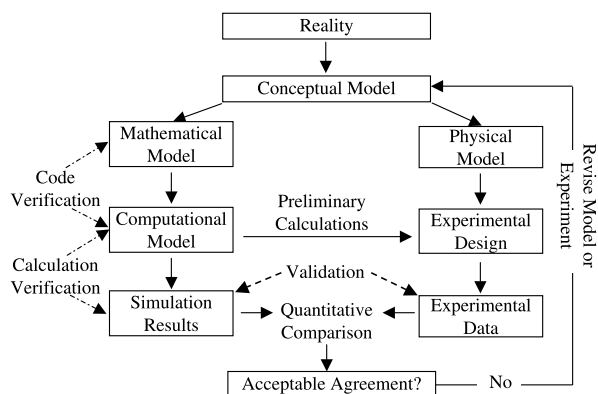 Reality
Conceptual Model
Mathematical
Model
Physical
Model
Code
Verification
Preliminary
Calculations
Computational
Model
Experimental
Design
Calculation
Verification
Validation
Simulation
Results
Quantitative
Comparison
Experimental
Data
Acceptable Agreement?
No
Revise Model or
Experiment